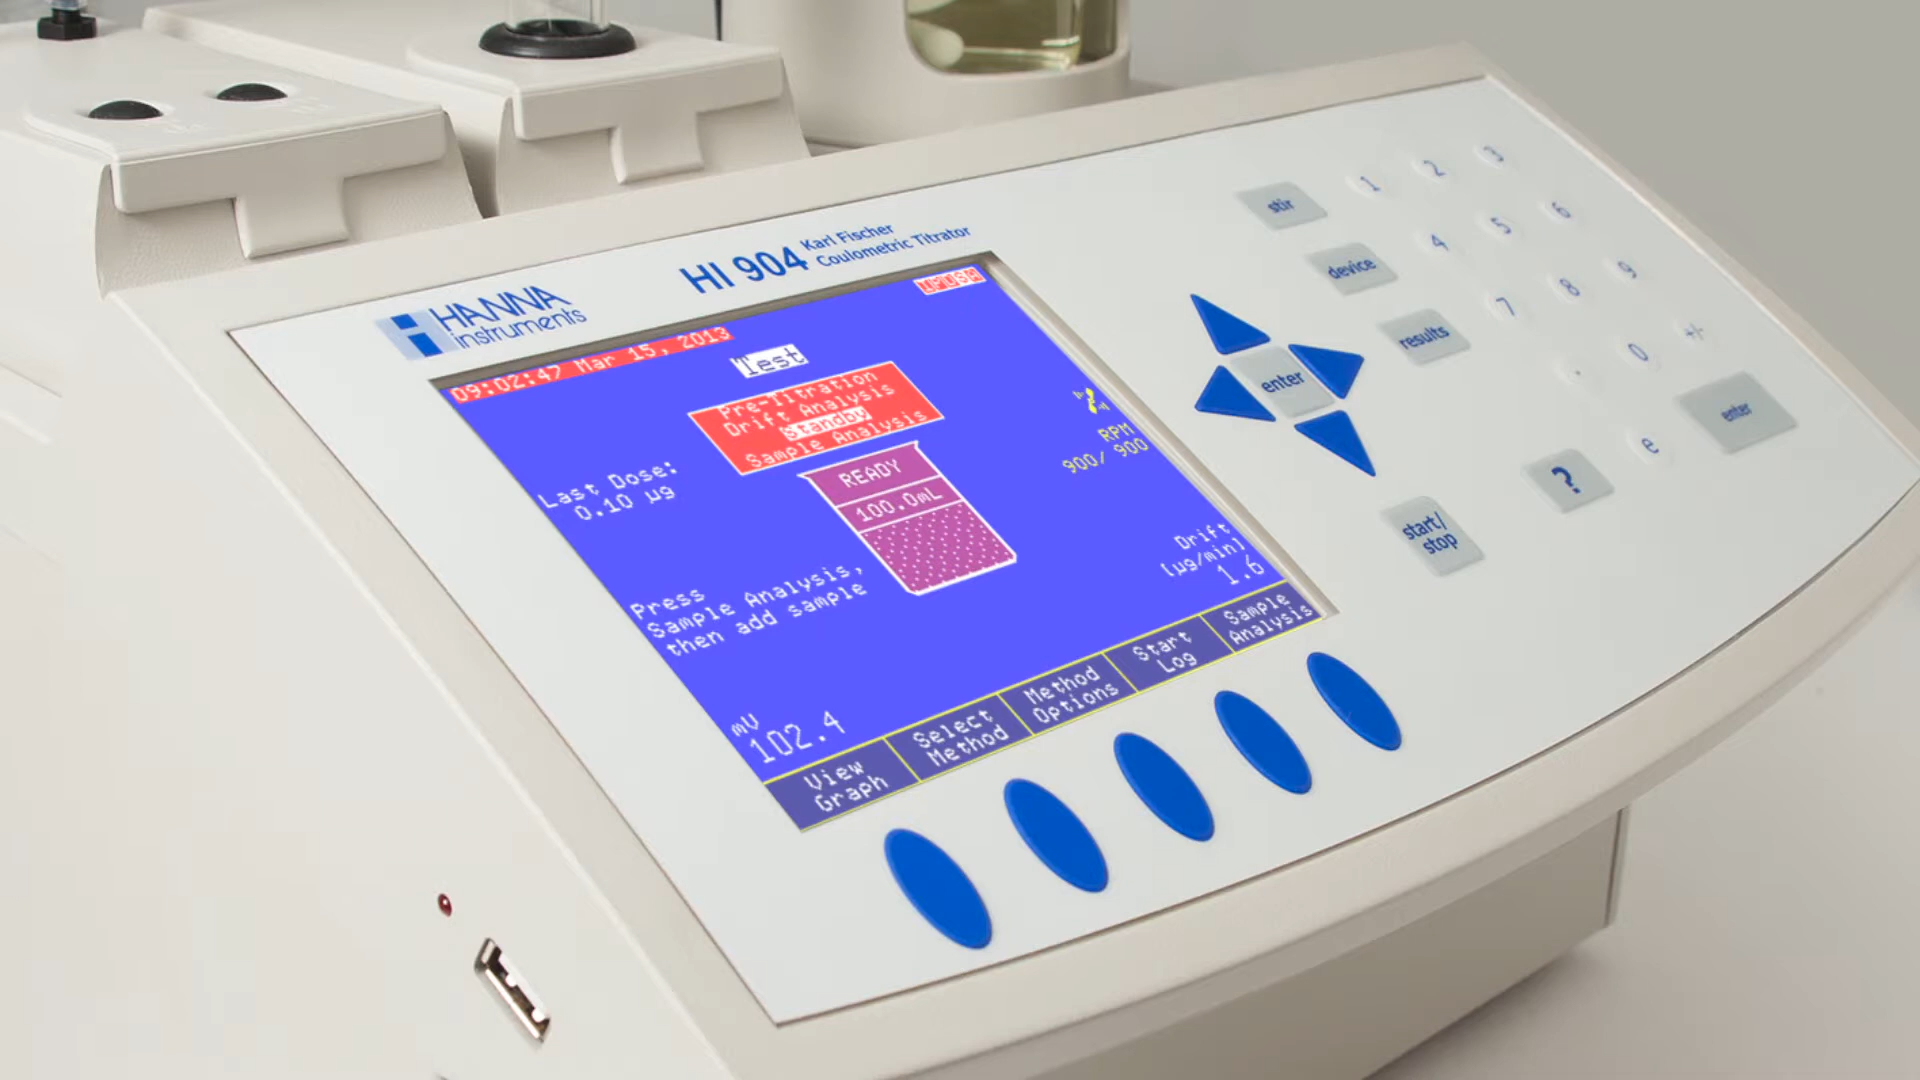 HANNA
instruments
HI 904
Karl Fischer
Coulometric Titrator
09:02:47 Mar 15, 2013
Test
Pre-Titration
Drift Analysis
Standby
Sample Analysis
Last Dose:
0.10 µg
READY
100.0mL
RPM
900/ 900
Press
Sample Analysis,
then add sample
Drift
[µg/min]
1.6
mV
102.4
View
Graph
Select
Method
Method
Options
Start
Log
Sample
Analysis
stir
device
results
enter
start/
stop
?
1 2 3
4 5 6
7 8 9
. 0 +/-
e
enter